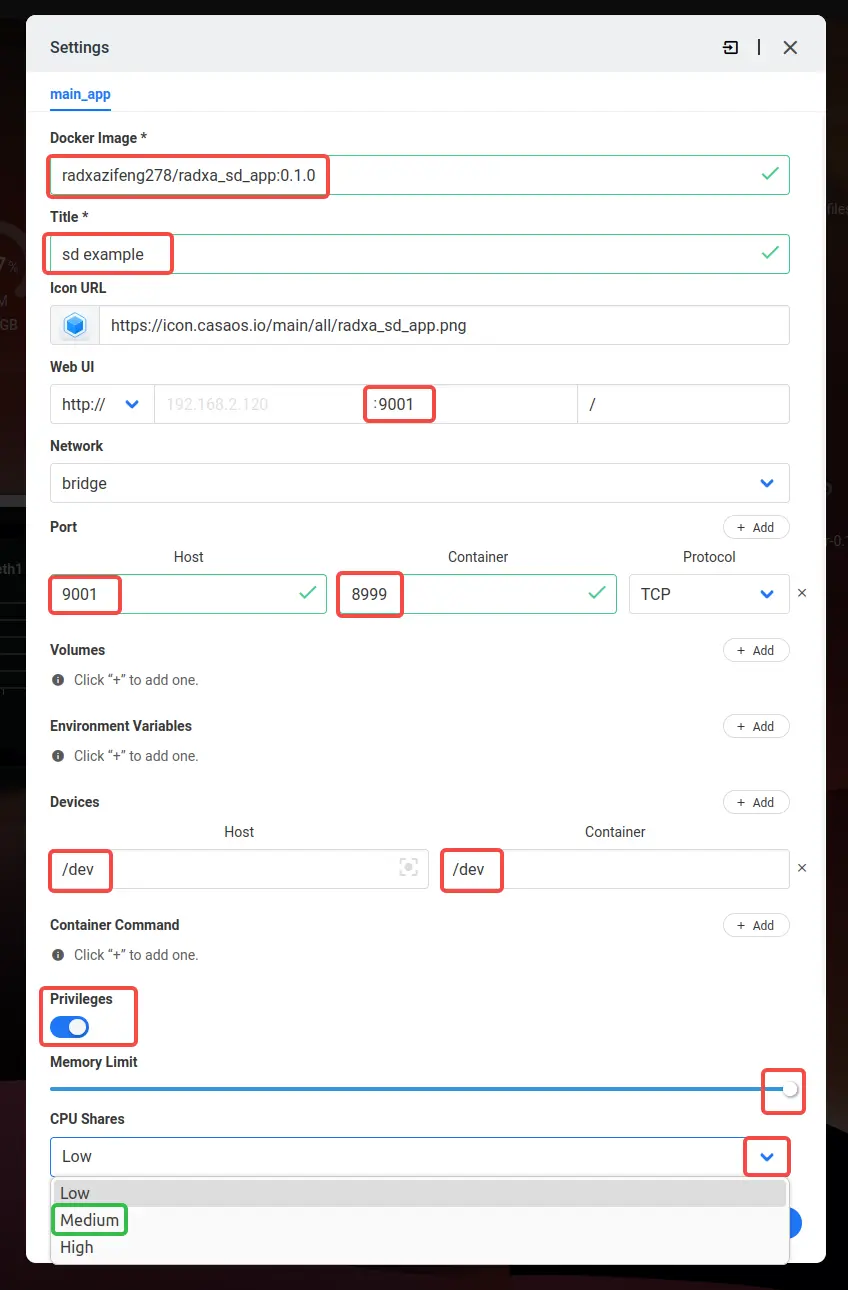 Settings
main_app
Docker Image *
radxazifeng278/radxa_sd_app:0.1.0
Title *
sd example
Icon URL
https://icon.casaos.io/main/all/radxa_sd_app.png
Web UI
http:// 192.168.2.120 :9001 /
Network
bridge
Port + Add
Host Container Protocol
9001 8999 TCP ×
Volumes + Add
Click “+” to add one.
Environment Variables + Add
Click “+” to add one.
Devices + Add
Host Container
/dev /dev ×
Container Command + Add
Click “+” to add one.
Privileges
Memory Limit
CPU Shares
Low
Low
Medium
High